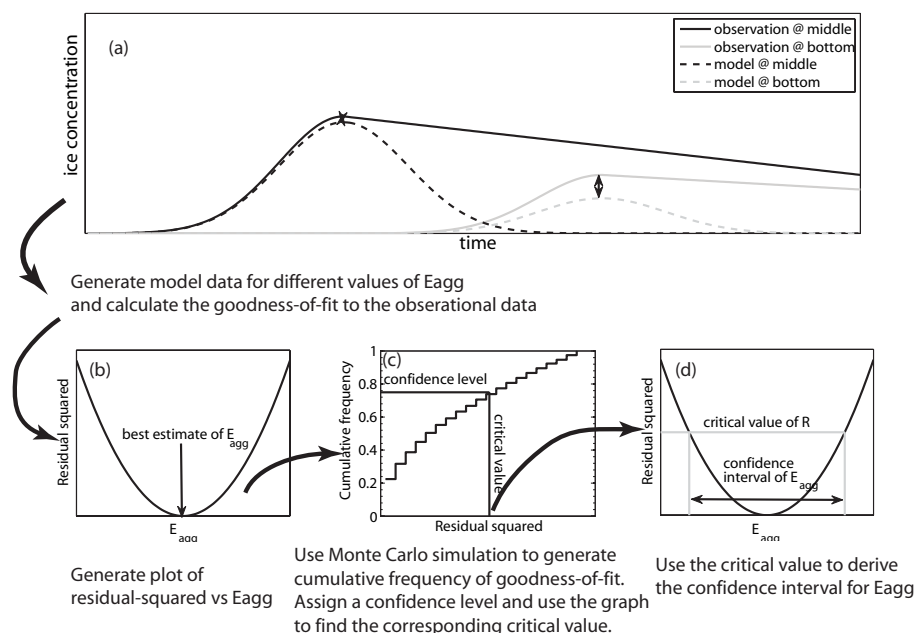 (a)
observation @ middle
observation @ bottom
model @ middle
model @ bottom
ice concentration
time
Generate model data for different values of Eagg
and calculate the goodness-of-fit to the obserational data
(b)
Residual squared
best estimate of E_agg
E_agg
Generate plot of
residual-squared vs Eagg
(c)
Cumulative frequency
1
0.8
0.6
0.4
0.2
0
confidence level
critical value
Residual squared
Use Monte Carlo simulation to generate
cumulative frequency of goodness-of-fit.
Assign a confidence level and use the graph
to find the corresponding critical value.
(d)
Residual squared
critical value of R
confidence
interval of E_agg
E_agg
Use the critical value to derive
the confidence interval for Eagg